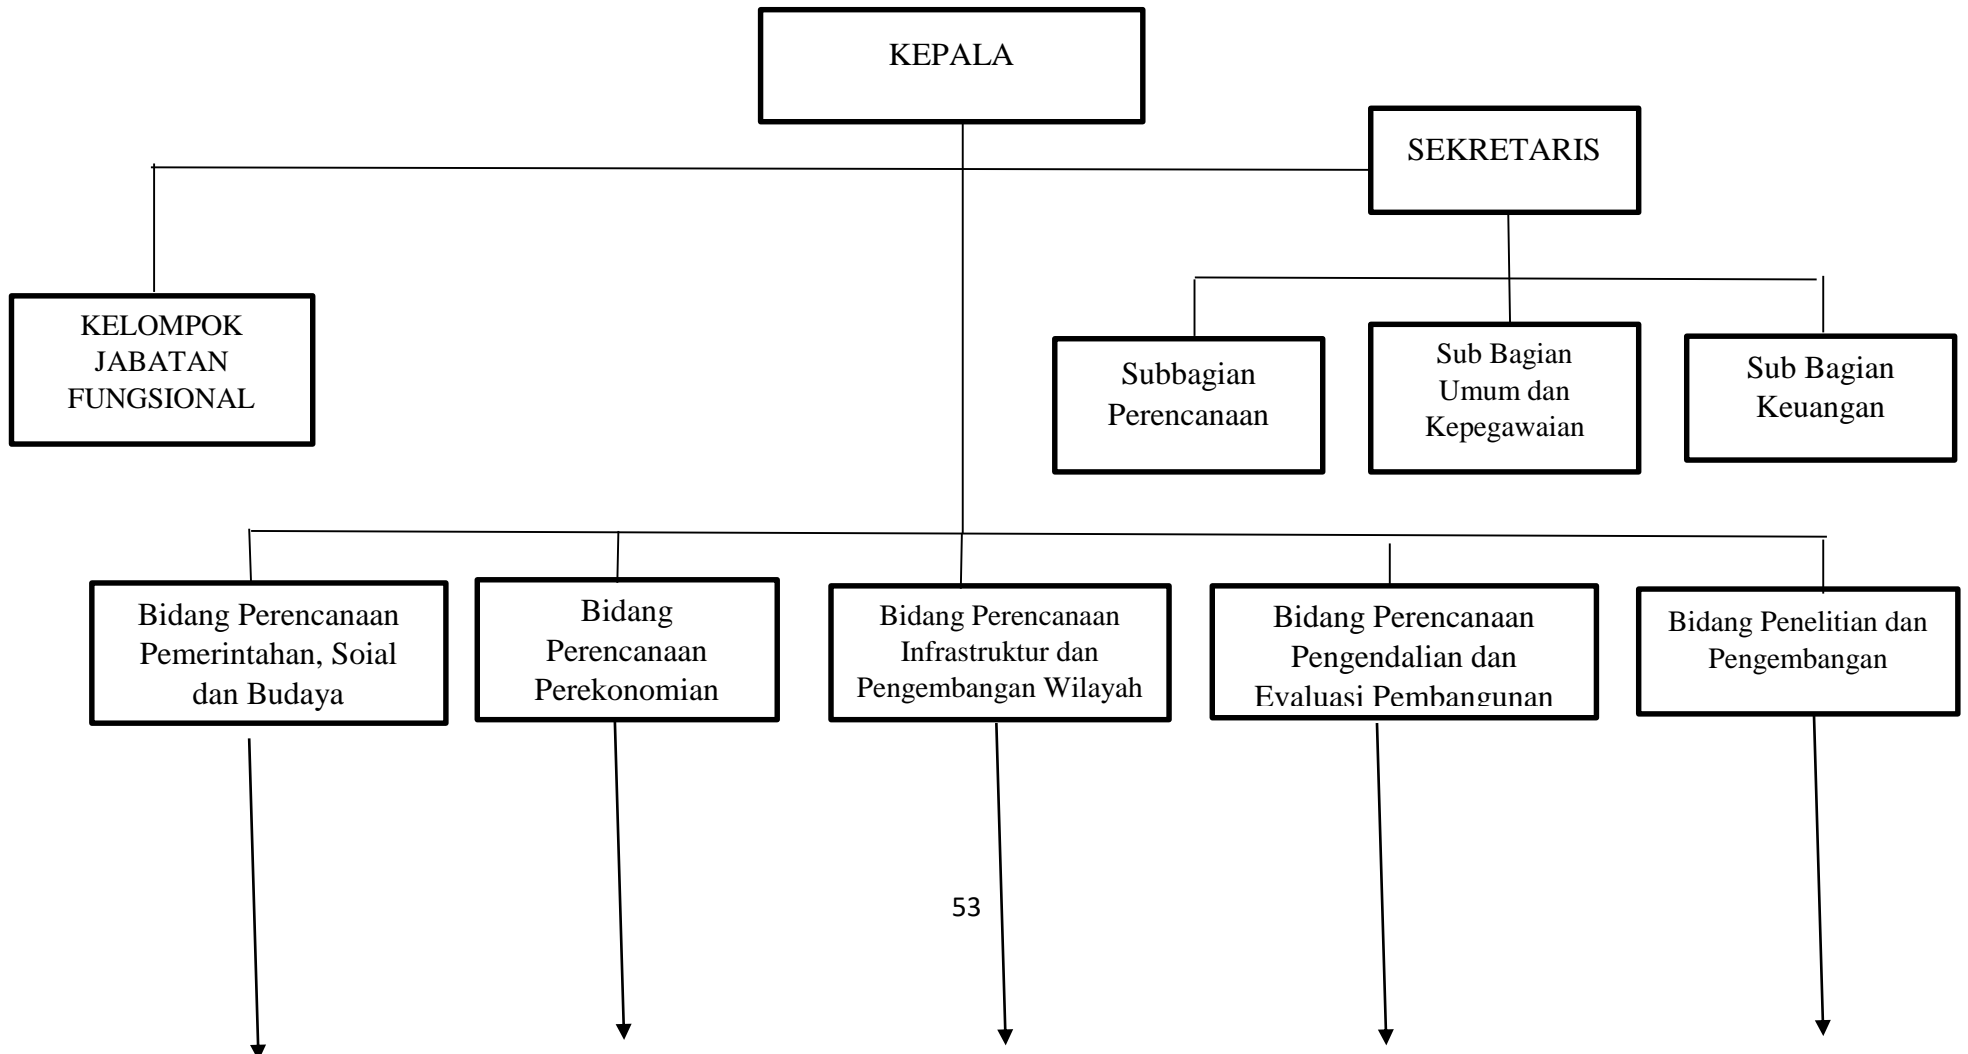 KEPALA
SEKRETARIS
KELOMPOK
JABATAN
FUNGSIONAL
Subbagian
Perencanaan
Sub Bagian
Umum dan
Kepegawaian
Sub Bagian
Keuangan
Bidang Perencanaan
Pemerintahan, Soial
dan Budaya
Bidang
Perencanaan
Perekonomian
Bidang Perencanaan
Infrastruktur dan
Pengembangan Wilayah
Bidang Perencanaan
Pengendalian dan
Evaluasi Pembangunan
Bidang Penelitian dan
Pengembangan
53